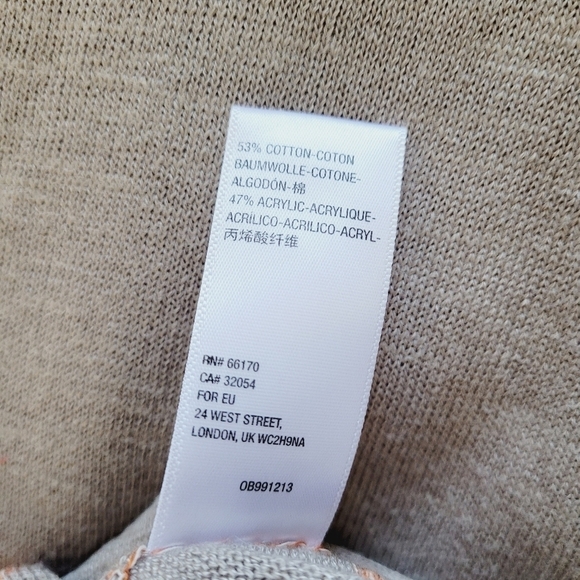 53% COTTON-COTON
BAUMWOLLE-COTONE-
ALGODÓN-棉
47% ACRYLIC-ACRYLIQUE-
ACRÍLICO-ACRILICO-ACRYL-
丙烯酸纤维
RN# 66170
CA# 32054
FOR EU
24 WEST STREET,
LONDON, UK WC2H9NA
OB991213